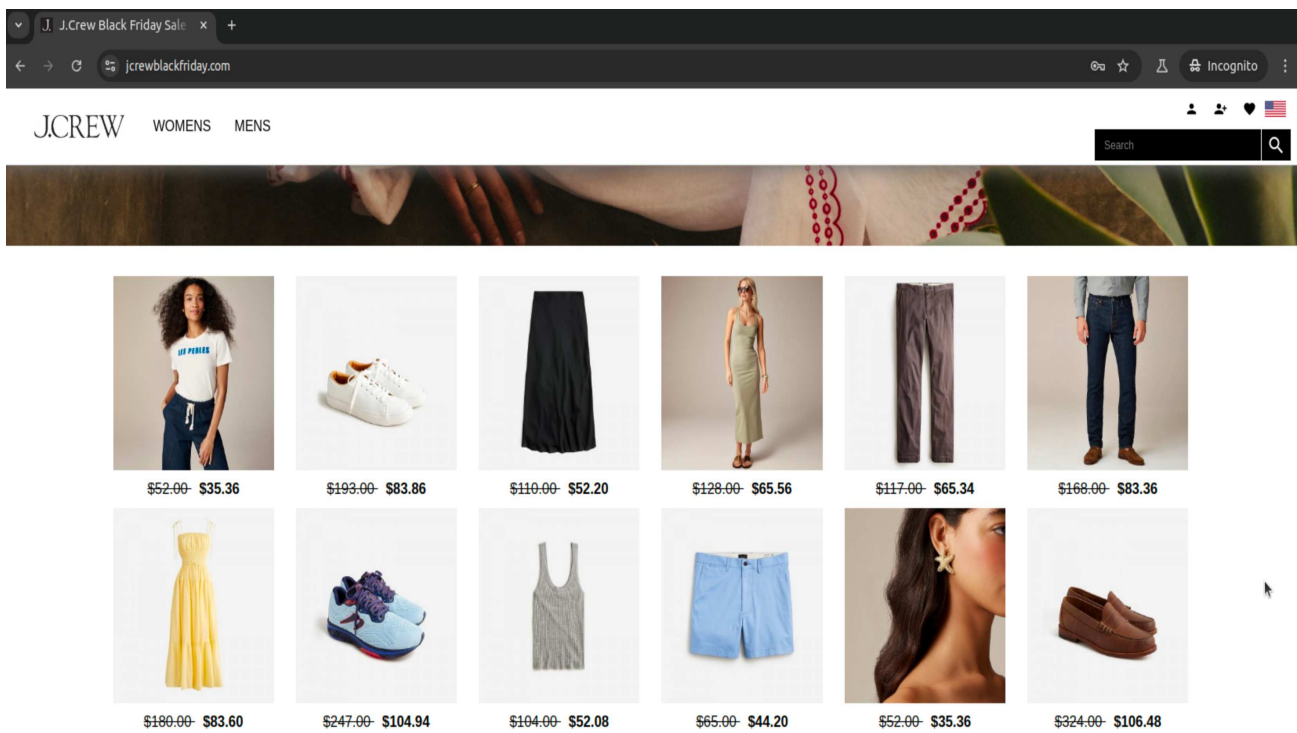 J.Crew Black Friday Sale
jcrewblackfriday.com
Incognito
J.CREW WOMENS MENS
Search
LES PERLES
$52.00 $35.36
$193.00 $83.86
$110.00 $52.20
$128.00 $65.56
$117.00 $65.34
$168.00 $83.36
$180.00 $83.60
$247.00 $104.94
$104.00 $52.08
$65.00 $44.20
$52.00 $35.36
$324.00 $106.48